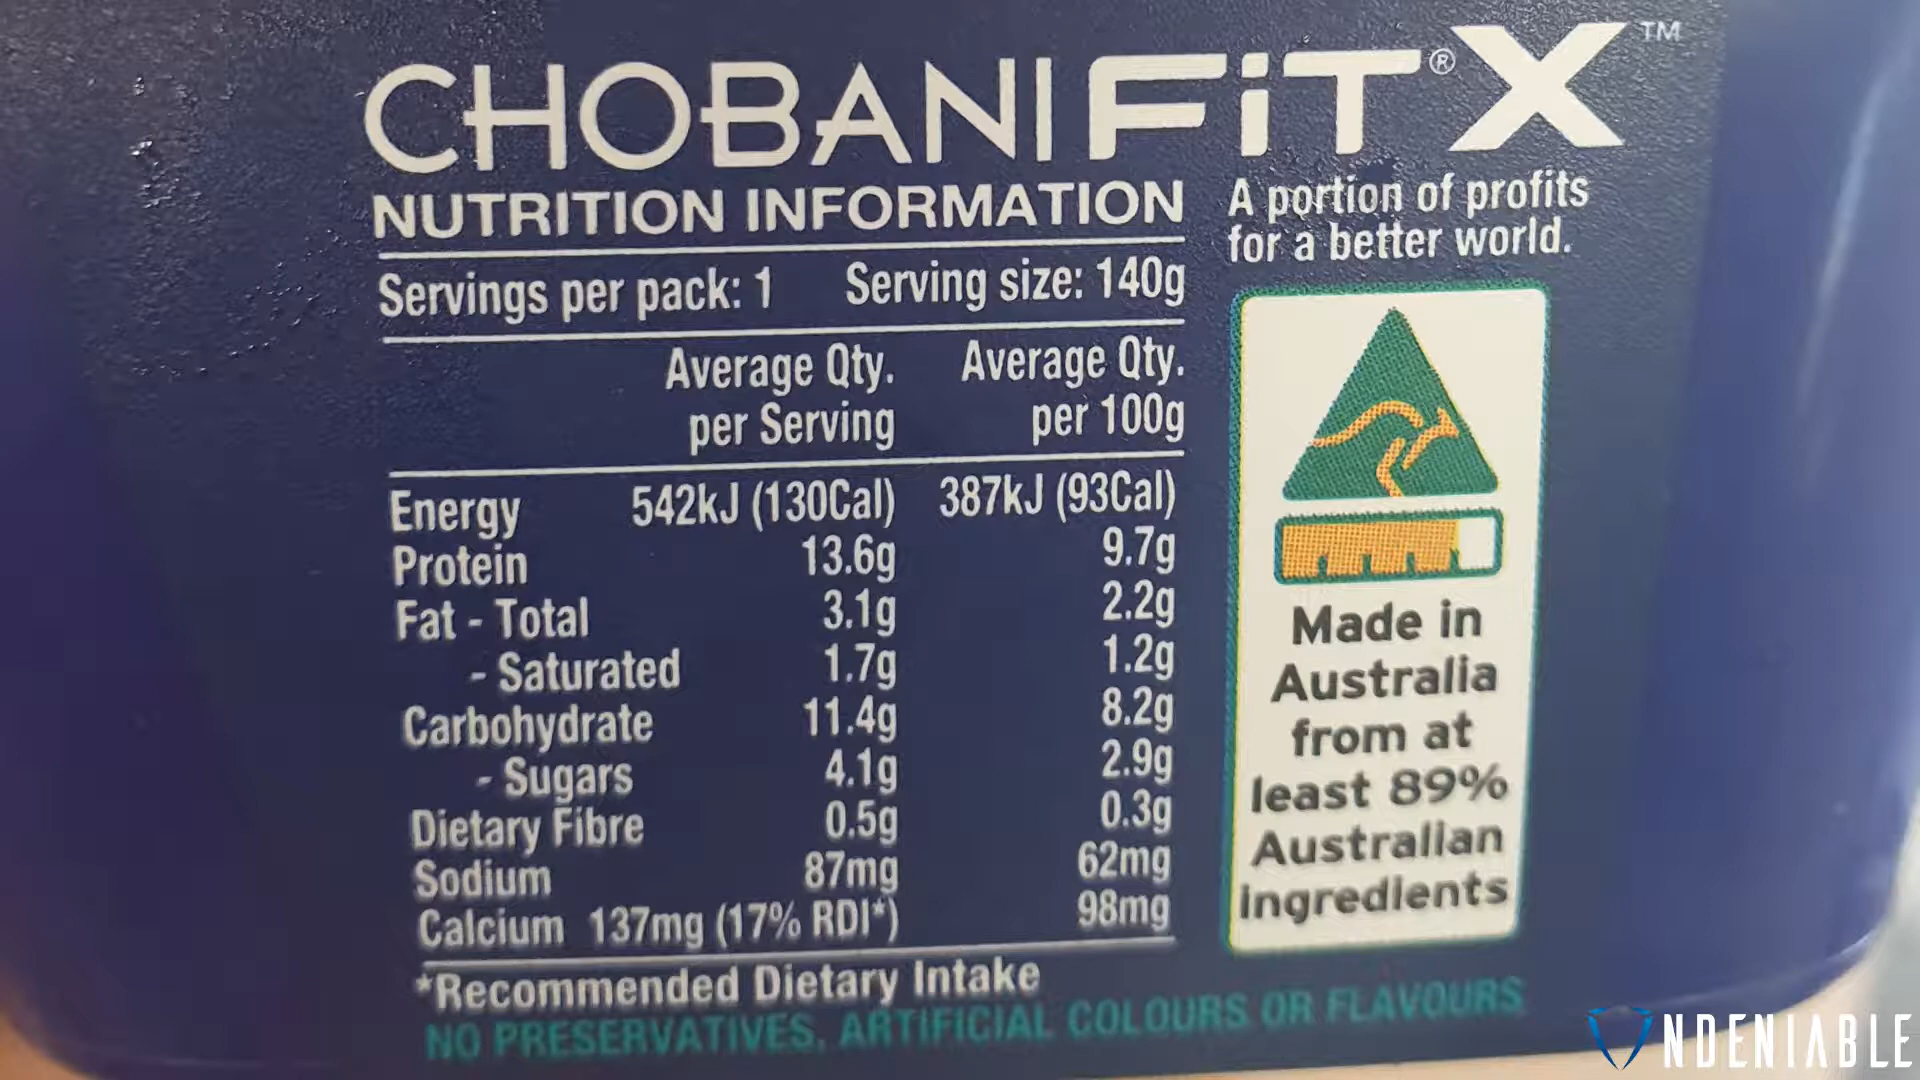 CHOBANI FiT® X™
NUTRITION INFORMATION
Servings per pack: 1 Serving size: 140g
Average Qty. Average Qty.
per Serving per 100g
Energy 542kJ (130Cal) 387kJ (93Cal)
Protein 13.6g 9.7g
Fat - Total 3.1g 2.2g
- Saturated 1.7g 1.2g
Carbohydrate 11.4g 8.2g
- Sugars 4.1g 2.9g
Dietary Fibre 0.5g 0.3g
Sodium 87mg 62mg
Calcium 137mg (17% RDI*) 98mg
*Recommended Dietary Intake
NO PRESERVATIVES, ARTIFICIAL COLOURS OR FLAVOURS
A portion of profits
for a better world.
Made in
Australia
from at
least 89%
Australian
ingredients
UNDENIABLE